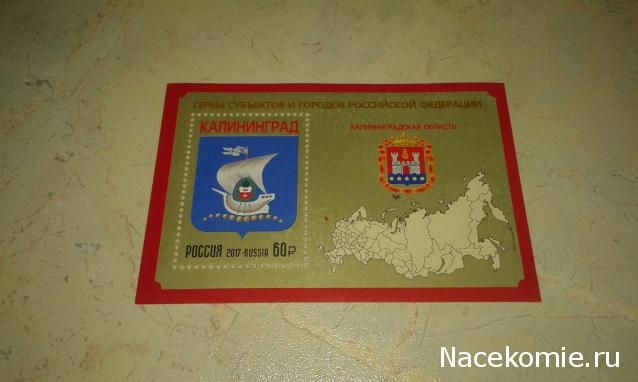 ГЕРБЫ СУБЪЕКТОВ И ГОРОДОВ РОССИЙСКОЙ ФЕДЕРАЦИИ
КАЛИНИНГРАД
КАЛИНИНГРАДСКАЯ ОБЛАСТЬ
РОССИЯ 2017·RUSSIA 60₽
Nacekomie.ru